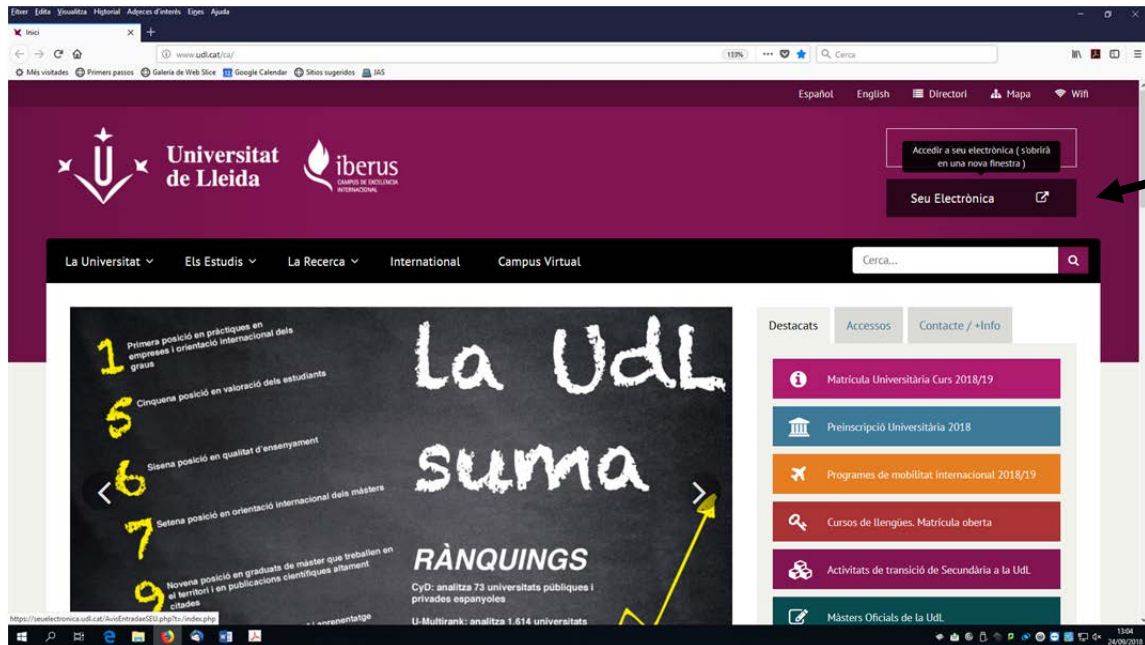 Fitxer Edita Visualitza Historial Adreces d'interès Eines Ajuda
Inici
www.udl.cat/ca/
133%
Cerca
Més visitades Primers passos Galeria de Web Slice Google Calendar Sitios sugeridos JAS
Español English Directori Mapa Wifi
Universitat
de Lleida
iberus
CAMPUS DE EXCELENCIA
INTERNACIONAL
Accedir a seu electrònica ( s'obrirà
en una nova finestra )
Seu Electrònica
La Universitat Els Estudis La Recerca International Campus Virtual
Cerca...
1 Primera posició en pràctiques en
empreses i orientació internacional dels
graus
5 Cinquena posició en valoració dels estudiants
6 Sisena posició en qualitat d'ensenyament
7 Setena posició en orientació internacional dels màsters
9 Novena posició en graduats de màster que treballen en
el territori i en publicacions científiques altament
citades
i aprenentatge
la UdL
suma
RÀNQUINGS
CyD: analitza 73 universitats públiques i
privades espanyoles
U-Multirank: analitza 1.614 universitats
Destacats Accessos Contacte / +Info
Matrícula Universitària Curs 2018/19
Preinscripció Universitària 2018
Programes de mobilitat internacional 2018/19
Cursos de llengües. Matrícula oberta
Activitats de transició de Secundària a la UdL
Màsters Oficials de la UdL
https://seuelectronica.udl.cat/AvisEntradaeSEU.php?t=/index.php
13:04
24/09/2018